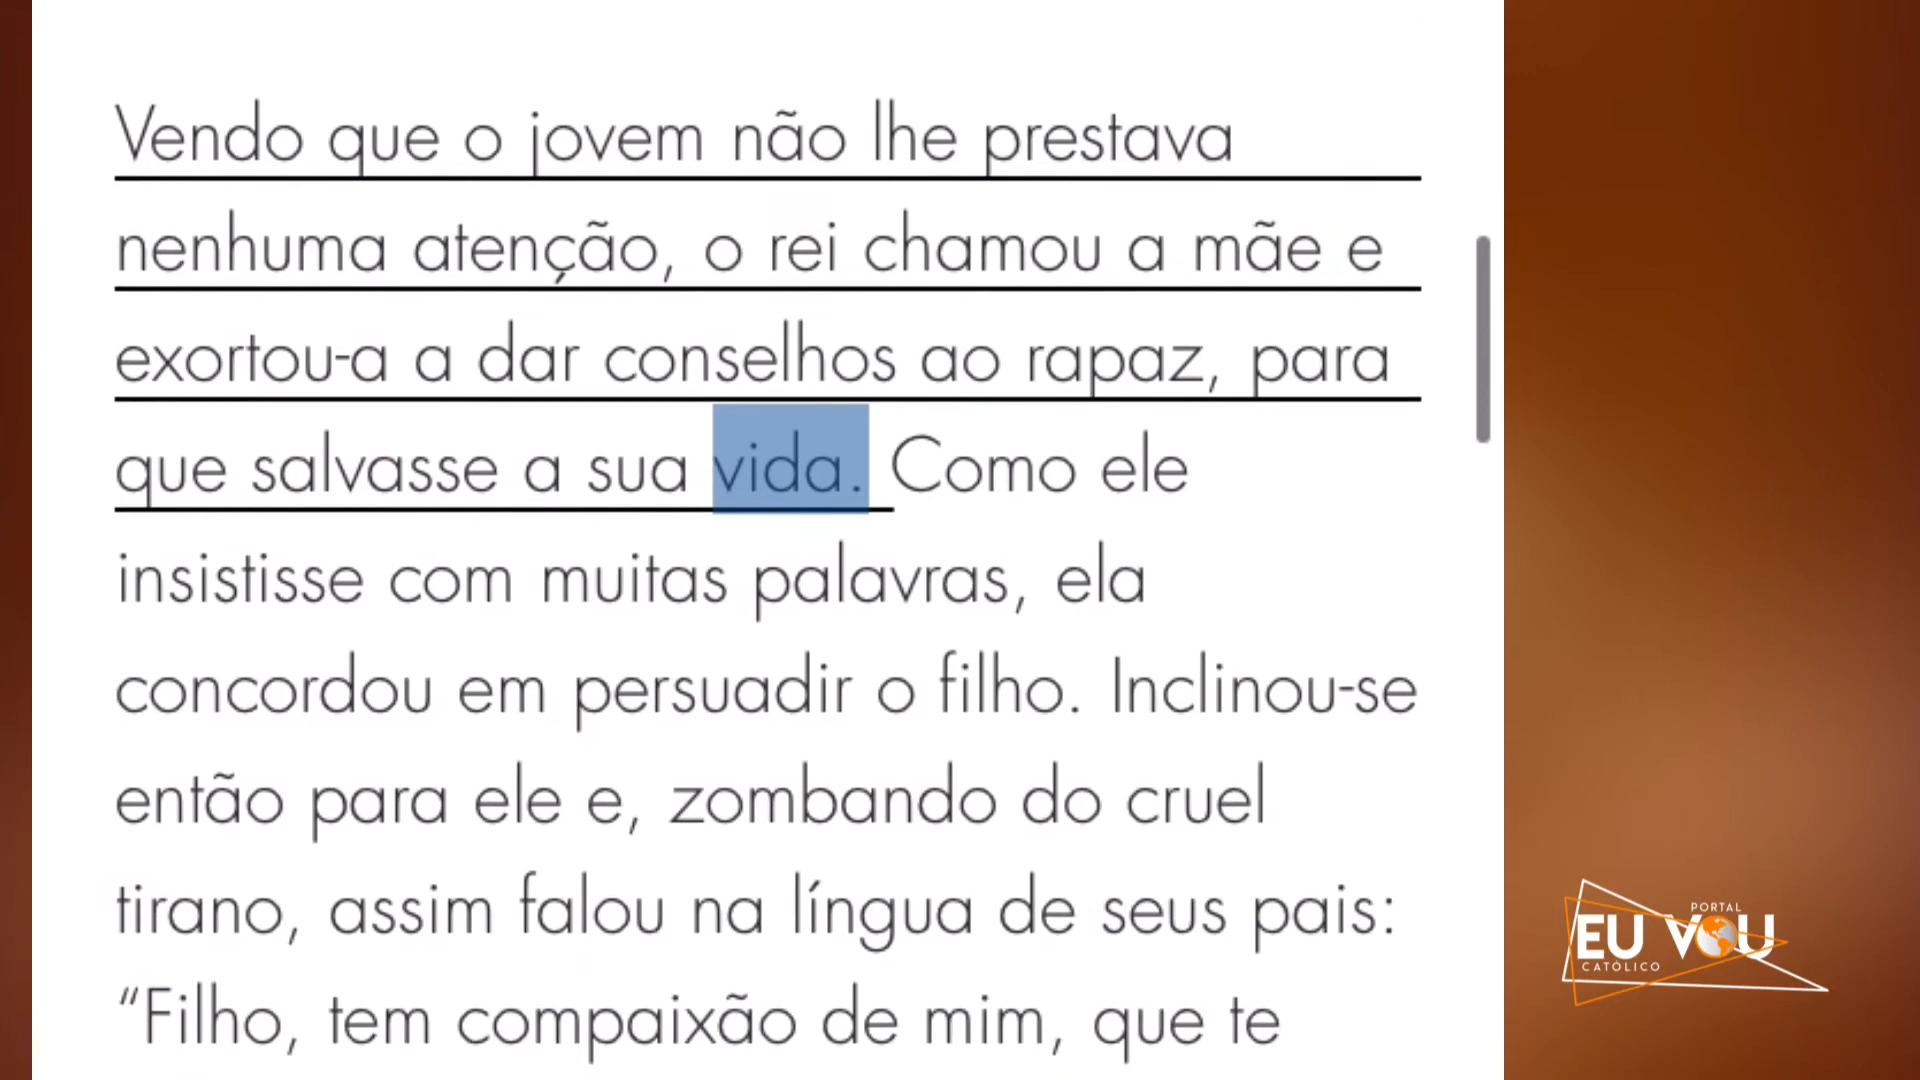 Vendo que o jovem não lhe prestava
nenhuma atenção, o rei chamou a mãe e
exortou-a a dar conselhos ao rapaz, para
que salvasse a sua vida. Como ele
insistisse com muitas palavras, ela
concordou em persuadir o filho. Inclinou-se
então para ele e, zombando do cruel
tirano, assim falou na língua de seus pais:
“Filho, tem compaixão de mim, que te
PORTAL
EU VOU
CATÓLICO